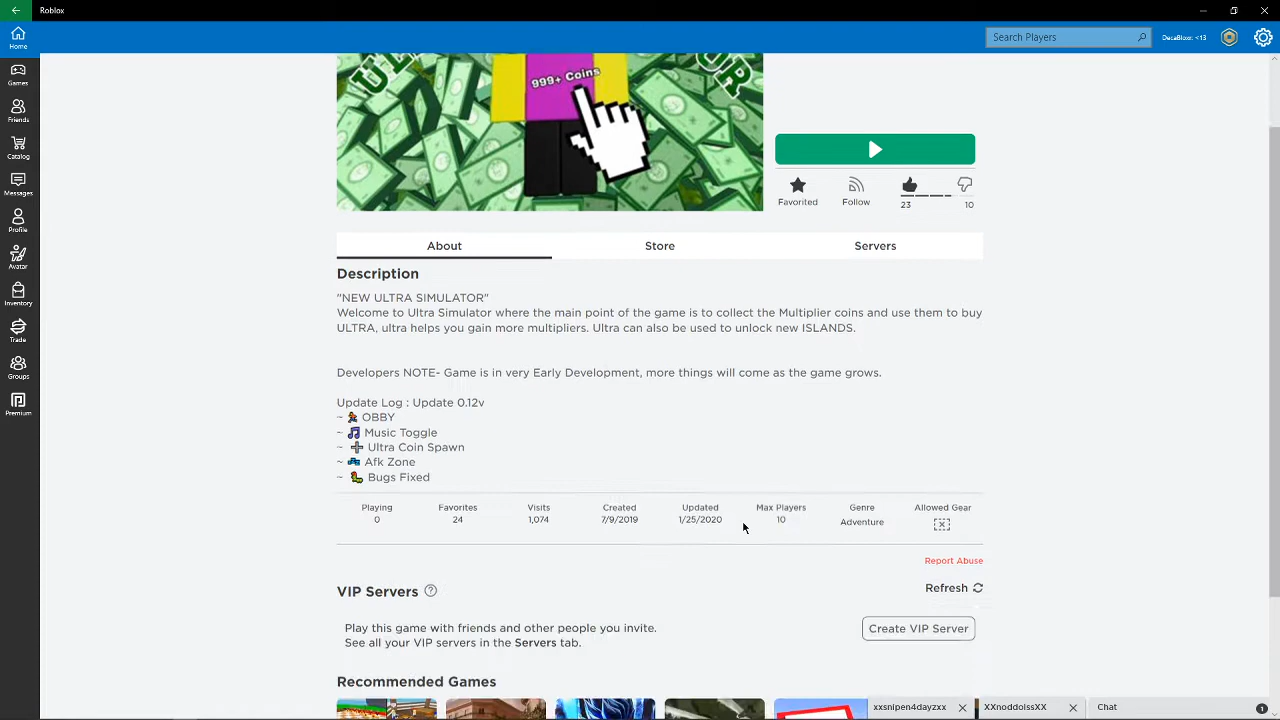 Roblox
Home
Search Players
DecaBloxr: <13
Games
Friends
Catalog
Messages
Profile
Avatar
Inventory
Trade
Groups
Premium
999+ Coins
Favorited
Follow
23
10
About
Store
Servers
Description
"NEW ULTRA SIMULATOR"
Welcome to Ultra Simulator where the main point of the game is to collect the Multiplier coins and use them to buy
ULTRA, ultra helps you gain more multipliers. Ultra can also be used to unlock new ISLANDS.
Developers NOTE- Game is in very Early Development, more things will come as the game grows.
Update Log : Update 0.12v
~ 🏃 OBBY
~ 🎵 Music Toggle
~ ➕ Ultra Coin Spawn
~ Afk Zone
~ 🐛 Bugs Fixed
Playing Favorites Visits Created Updated Max Players Genre Allowed Gear
0 24 1,074 7/9/2019 1/25/2020 10 Adventure
Report Abuse
VIP Servers
Refresh
Play this game with friends and other people you invite.
See all your VIP servers in the Servers tab.
Create VIP Server
Recommended Games
xxsnipen4dayzxx
XXnoddolssXX
Chat
1